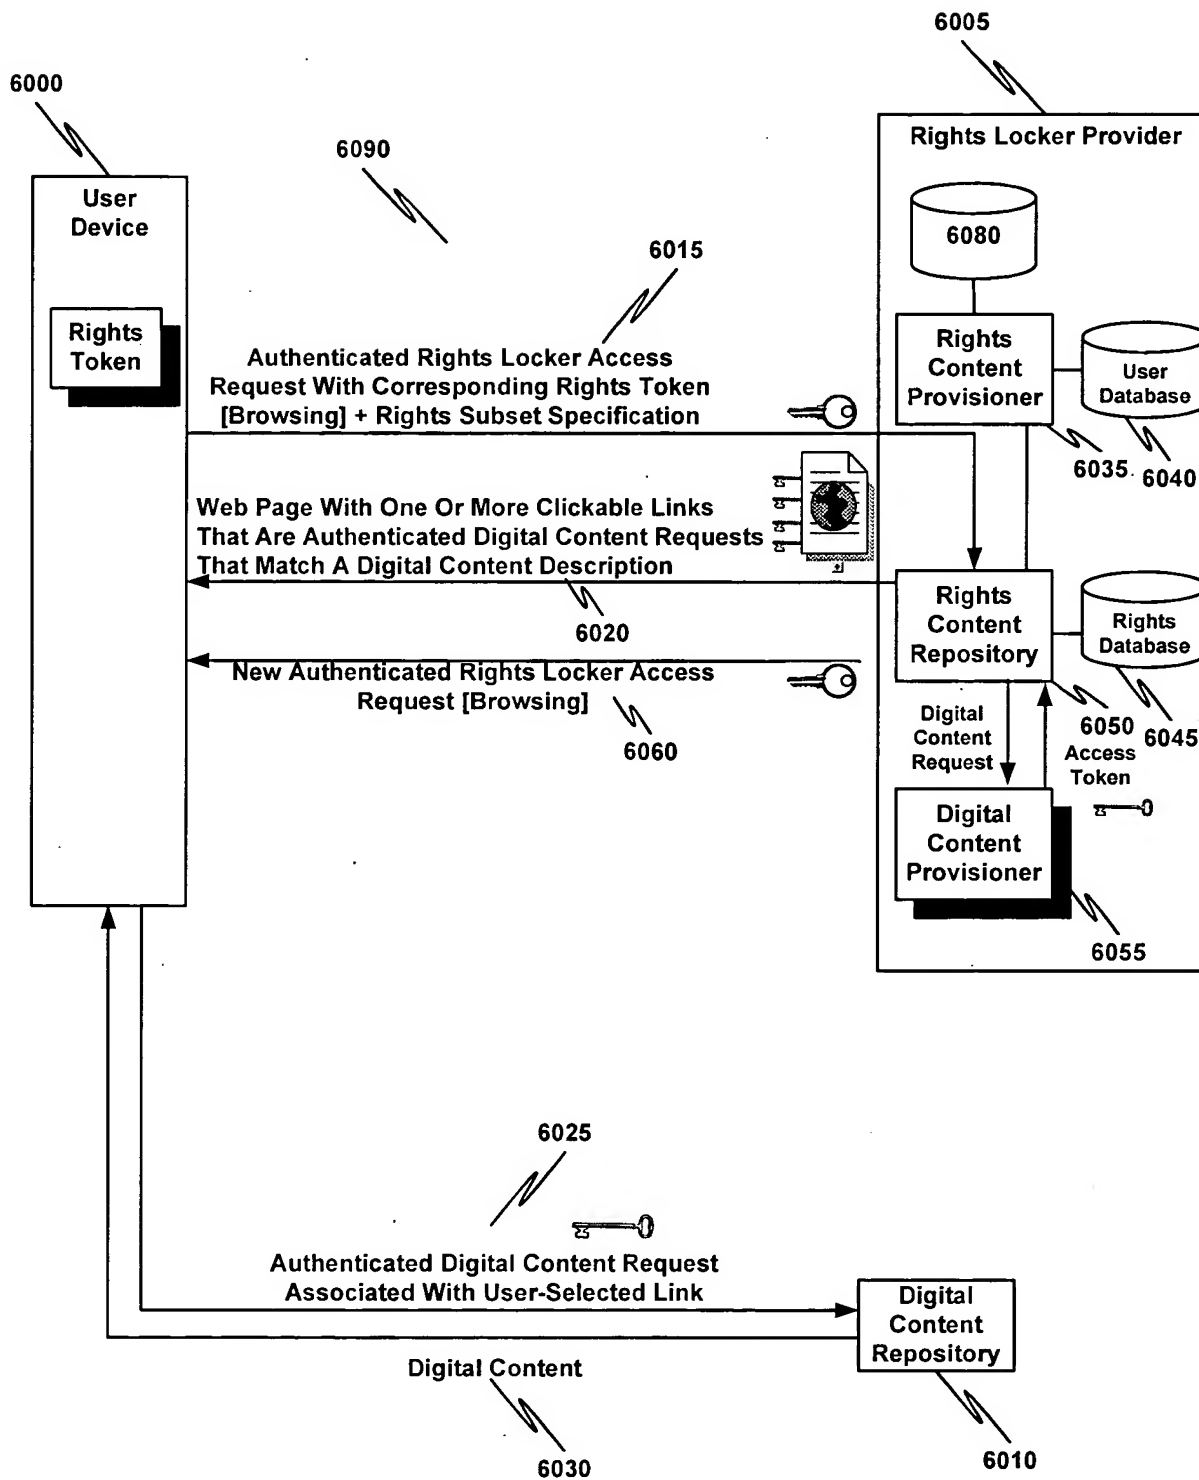 6005
6000
Rights Locker Provider
6090
User
Device
6080
6015
Rights
Token
Authenticated Rights Locker Access
Request With Corresponding Rights Token
[Browsing] + Rights Subset Specification
Rights
Content
Provisioner
User
Database
6035
6040
Web Page With One Or More Clickable Links
That Are Authenticated Digital Content Requests
That Match A Digital Content Description
6020
Rights
Content
Repository
Rights
Database
New Authenticated Rights Locker Access
Request [Browsing]
6060
6050
6045
Digital
Content
Request
Access
Token
Digital
Content
Provisioner
6055
6025
Authenticated Digital Content Request
Associated With User-Selected Link
Digital
Content
Repository
Digital Content
6030
6010